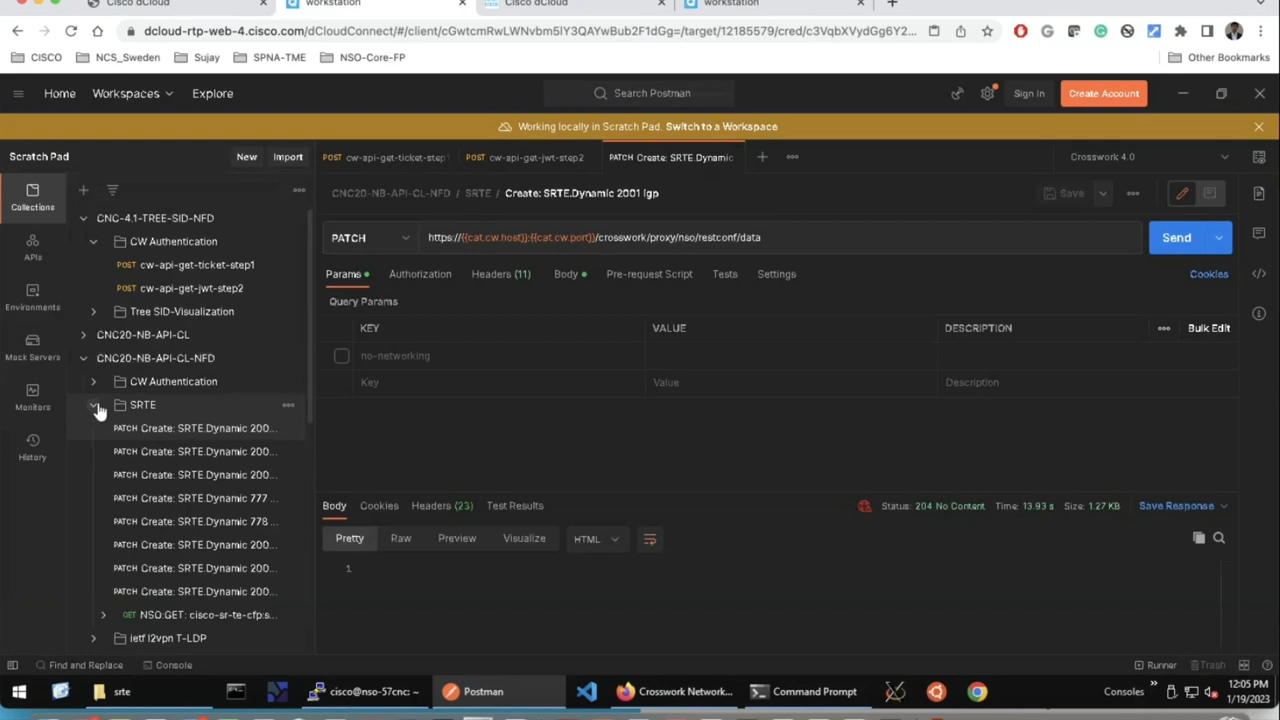 Cisco dCloud
workstation
Cisco dCloud
workstation
dcloud-rtp-web-4.cisco.com/dCloudConnect/#/client/cGwtcmRwLWNvbm5lY3QAYwBub2F1dGg=/target/12185579/cred/c3VqbXVydGg6Y2...
CISCO
NCS_Sweden
Sujay
SPNA-TME
NSO-Core-FP
Other Bookmarks
Home
Workspaces
Explore
Search Postman
Sign In
Create Account
Working locally in Scratch Pad. Switch to a Workspace
Scratch Pad
New
Import
POST cw-api-get-ticket-step1
POST cw-api-get-jwt-step2
PATCH Create: SRTE.Dynamic
Crosswork 4.0
Collections
APIs
Environments
Mock Servers
Monitors
History
CNC-4.1-TREE-SID-NFD
CW Authentication
POST cw-api-get-ticket-step1
POST cw-api-get-jwt-step2
Tree SID-Visualization
CNC20-NB-API-CL
CNC20-NB-API-CL-NFD
CW Authentication
SRTE
PATCH Create: SRTE.Dynamic 200...
PATCH Create: SRTE.Dynamic 200...
PATCH Create: SRTE.Dynamic 200...
PATCH Create: SRTE.Dynamic 777 ...
PATCH Create: SRTE.Dynamic 778 ...
PATCH Create: SRTE.Dynamic 200...
PATCH Create: SRTE.Dynamic 200...
PATCH Create: SRTE.Dynamic 200...
GET NSO:GET: cisco-sr-te-cfp:s...
ietf l2vpn T-LDP
CNC20-NB-API-CL-NFD / SRTE / Create: SRTE.Dynamic 2001 igp
Save
PATCH
https://{{cat.cw.host}}:{{cat.cw.port}}/crosswork/proxy/nso/restconf/data
Send
Params
Authorization
Headers (11)
Body
Pre-request Script
Tests
Settings
Cookies
Query Params
KEY
VALUE
DESCRIPTION
Bulk Edit
no-networking
Key
Value
Description
Body
Cookies
Headers (23)
Test Results
Status: 204 No Content
Time: 13.93 s
Size: 1.27 KB
Save Response
Pretty
Raw
Preview
Visualize
HTML
1
Find and Replace
Console
Runner
Trash
srte
cisco@nso-57cnc: ~
Postman
Crosswork Network...
Command Prompt
Consoles
12:05 PM
1/19/2023